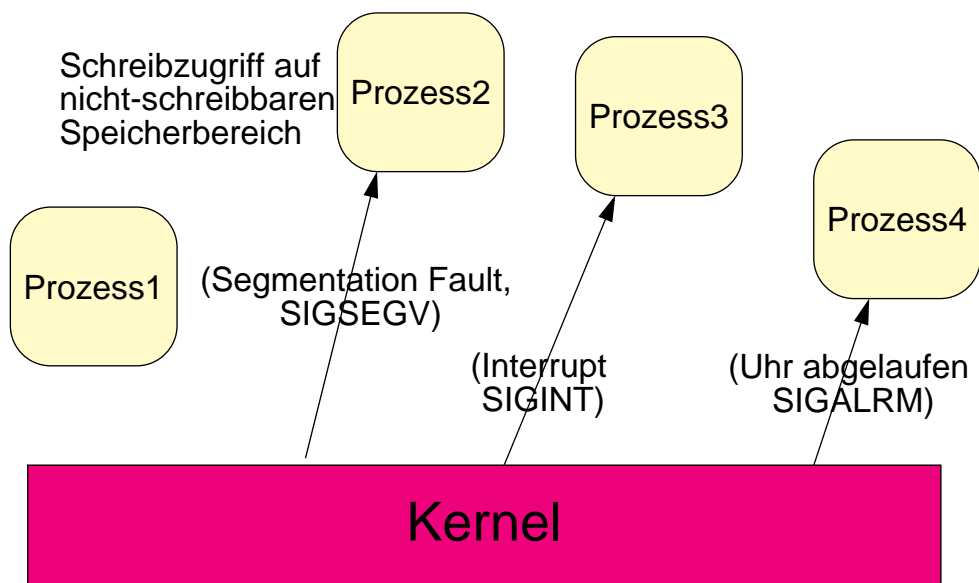 Schreibzugriff auf
nicht-schreibbaren
Speicherbereich
Prozess2
Prozess3
Prozess4
Prozess1
(Segmentation Fault,
SIGSEGV)
(Interrupt
SIGINT)
(Uhr abgelaufen
SIGALRM)
Kernel